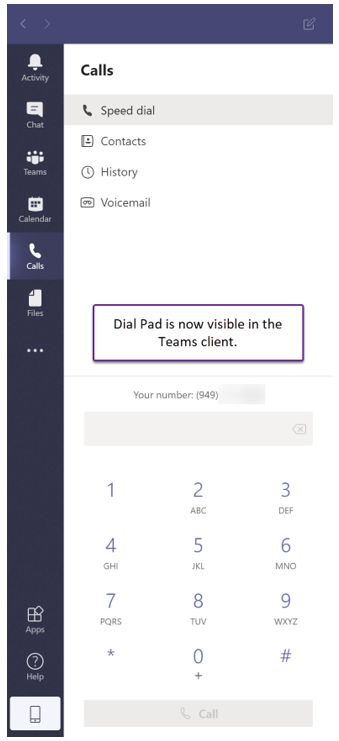 Activity
Chat
Teams
Calendar
Calls
Files
Apps
Help
Calls
Speed dial
Contacts
History
Voicemail
Dial Pad is now visible in the
Teams client.
Your number: (949)
1 2 3
ABC DEF
4 5 6
GHI JKL MNO
7 8 9
PQRS TUV WXYZ
* 0 #
+
Call